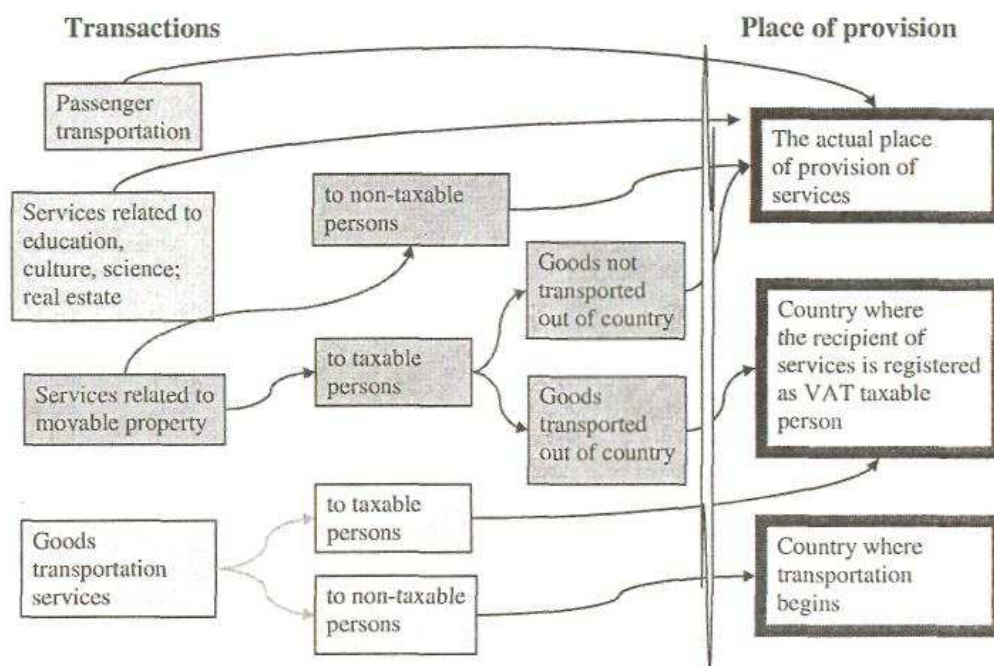 Transactions
Place of provision
Passenger
transportation
The actual place
of provision of
services
Services related to
education,
culture, science;
real estate
to non-taxable
persons
Goods not
transported
out of country
Services related to
movable property
to taxable
persons
Goods
transported
out of country
Country where
the recipient of
services is registered
as VAT taxable
person
Goods
transportation
services
to taxable
persons
to non-taxable
persons
Country where
transportation
begins